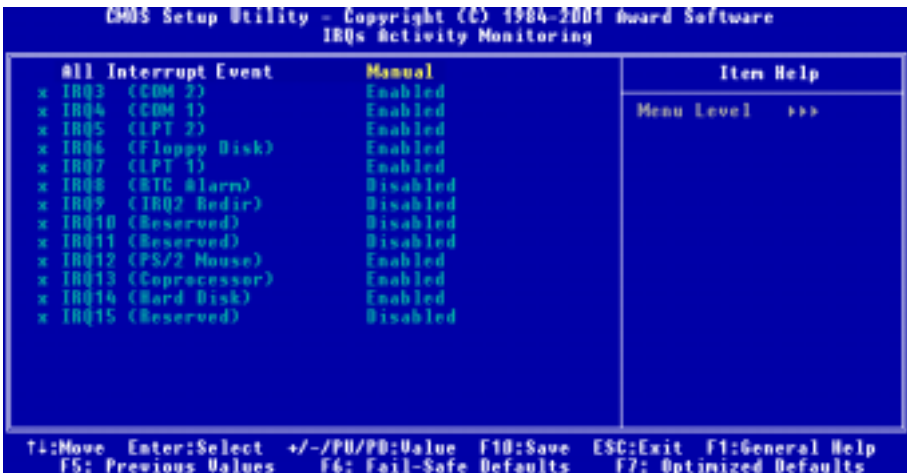 CMOS Setup Utility - Copyright (C) 1984-2001 Award Software
IRQs Activity Monitoring
All Interrupt Event Manual
x IRQ3 (COM 2) Enabled
x IRQ4 (COM 1) Enabled
x IRQ5 (LPT 2) Enabled
x IRQ6 (Floppy Disk) Enabled
x IRQ7 (LPT 1) Enabled
x IRQ8 (RTC Alarm) Disabled
x IRQ9 (IRQ2 Redir) Disabled
x IRQ10 (Reserved) Disabled
x IRQ11 (Reserved) Disabled
x IRQ12 (PS/2 Mouse) Enabled
x IRQ13 (Coprocessor) Enabled
x IRQ14 (Hard Disk) Enabled
x IRQ15 (Reserved) Disabled
Item Help
Menu Level ►►►
↑↓:Move Enter:Select +/-/PU/PD:Value F10:Save ESC:Exit F1:General Help
F5: Previous Values F6: Fail-Safe Defaults F7: Optimized Defaults